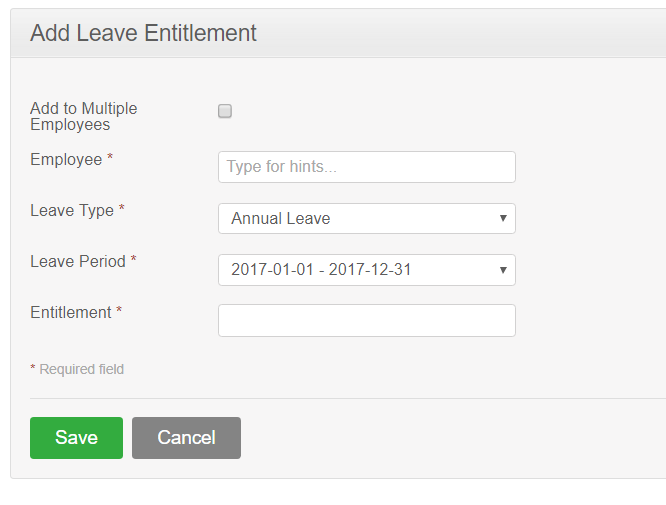 Add Leave Entitlement
Add to Multiple
Employees
Employee *
Type for hints...
Leave Type *
Annual Leave
Leave Period *
2017-01-01 - 2017-12-31
Entitlement *
* Required field
Save
Cancel